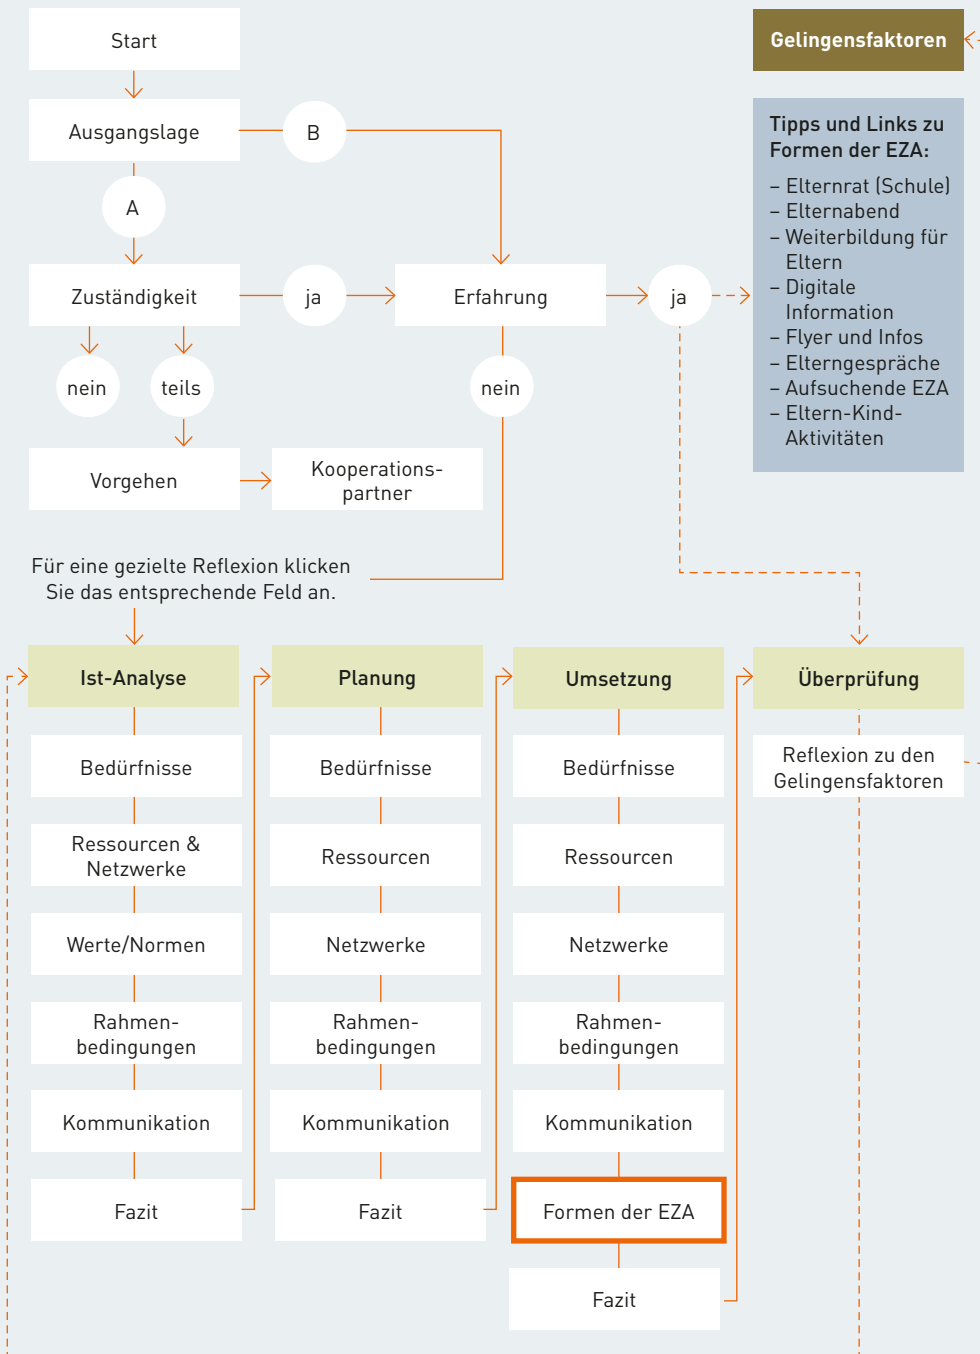 Start
Ausgangslage
B
A
Zuständigkeit
ja
Erfahrung
ja
nein
teils
nein
Vorgehen
Kooperations-
partner
Gelingensfaktoren
Tipps und Links zu
Formen der EZA:
– Elternrat (Schule)
– Elternabend
– Weiterbildung für
Eltern
– Digitale
Information
– Flyer und Infos
– Elterngespräche
– Aufsuchende EZA
– Eltern-Kind-
Aktivitäten
Für eine gezielte Reflexion klicken
Sie das entsprechende Feld an.
Ist-Analyse
Bedürfnisse
Ressourcen &
Netzwerke
Werte/Normen
Rahmen-
bedingungen
Kommunikation
Fazit
Planung
Bedürfnisse
Ressourcen
Netzwerke
Rahmen-
bedingungen
Kommunikation
Fazit
Umsetzung
Bedürfnisse
Ressourcen
Netzwerke
Rahmen-
bedingungen
Kommunikation
Formen der EZA
Fazit
Überprüfung
Reflexion zu den
Gelingensfaktoren